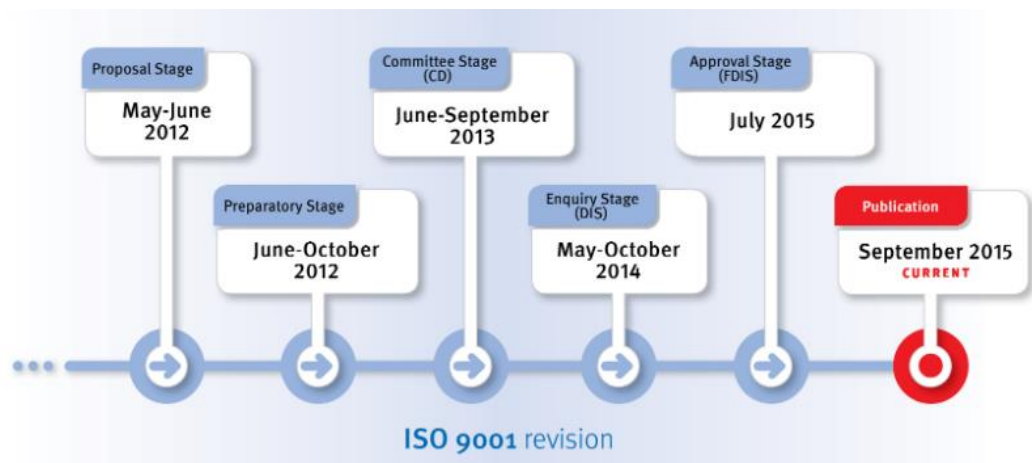 Proposal Stage
May-June
2012
Preparatory Stage
June-October
2012
Committee Stage
(CD)
June-September
2013
Enquiry Stage
(DIS)
May-October
2014
Approval Stage
(FDIS)
July 2015
Publication
September 2015
CURRENT
ISO 9001 revision